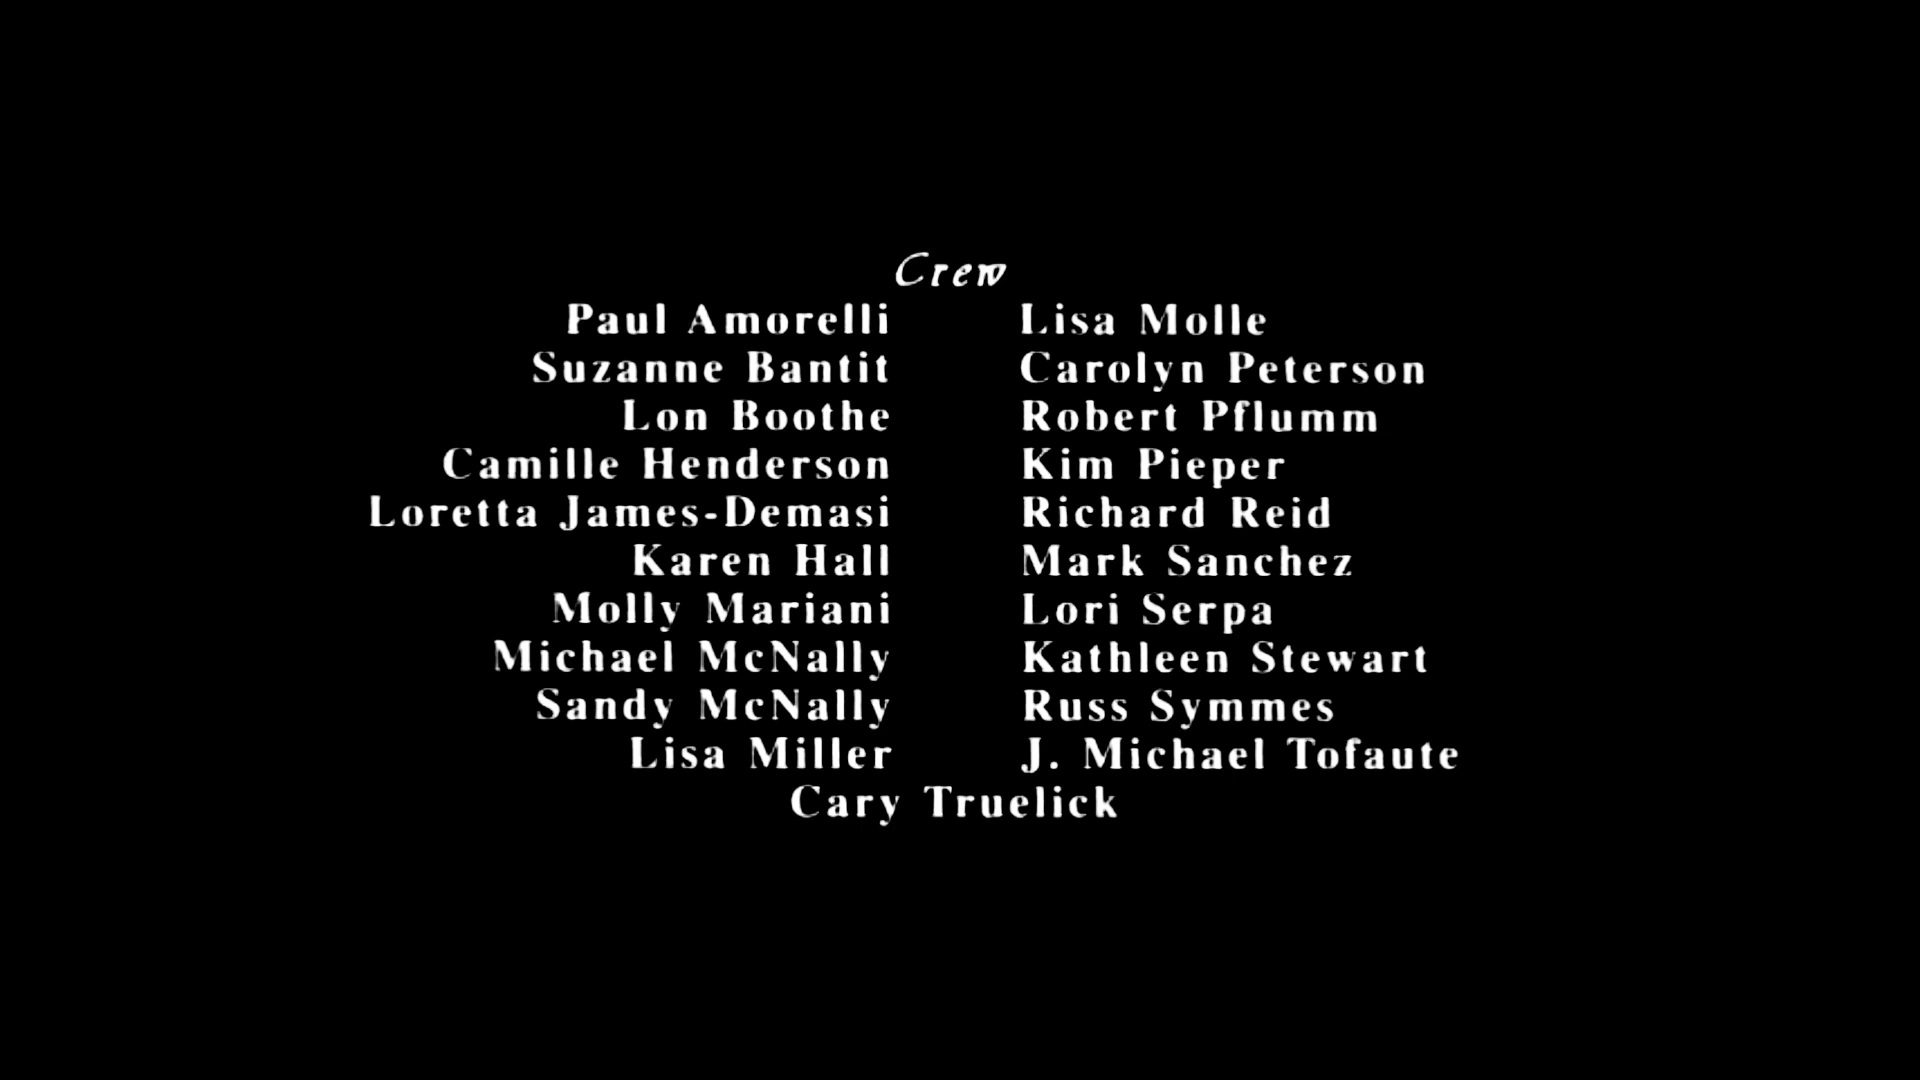 Crew
Paul Amorelli Lisa Molle
Suzanne Bantit Carolyn Peterson
Lon Boothe Robert Pflumm
Camille Henderson Kim Pieper
Loretta James-Demasi Richard Reid
Karen Hall Mark Sanchez
Molly Mariani Lori Serpa
Michael McNally Kathleen Stewart
Sandy McNally Russ Symmes
Lisa Miller J. Michael Tofaute
Cary Truelick